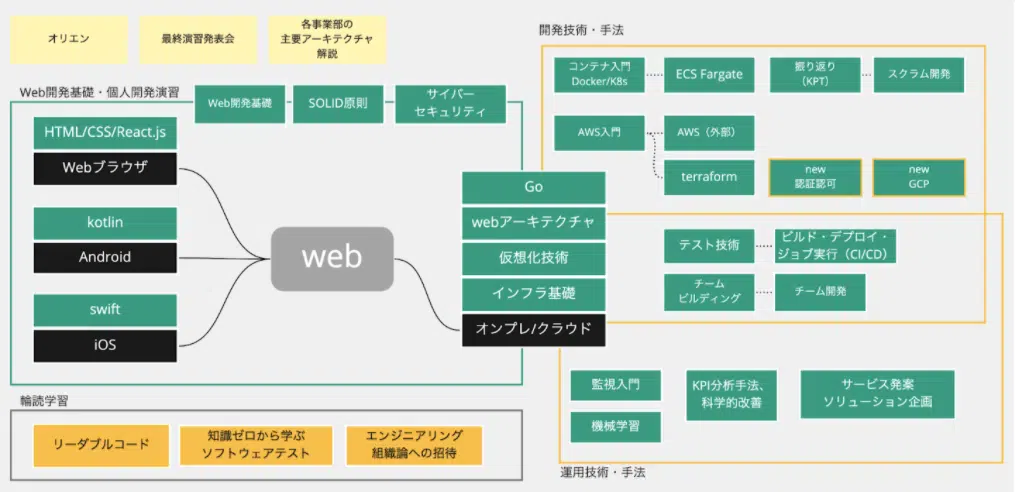 オリエン
最終演習発表会
各事業部の
主要アーキテクチャ
解説
Web開発基礎・個人開発演習
Web開発基礎
SOLID原則
サイバー
セキュリティ
HTML/CSS/React.js
Webブラウザ
kotlin
Android
swift
iOS
web
Go
webアーキテクチャ
仮想化技術
インフラ基礎
オンプレ/クラウド
開発技術・手法
コンテナ入門
Docker/K8s
ECS Fargate
振り返り
（KPT）
スクラム開発
AWS入門
AWS（外部）
terraform
new
認証認可
new
GCP
テスト技術
ビルド・デプロイ・
ジョブ実行（CI/CD）
チーム
ビルディング
チーム開発
監視入門
機械学習
KPI分析手法、
科学的改善
サービス発案
ソリューション企画
運用技術・手法
輪読学習
リーダブルコード
知識ゼロから学ぶ
ソフトウェアテスト
エンジニアリング
組織論への招待